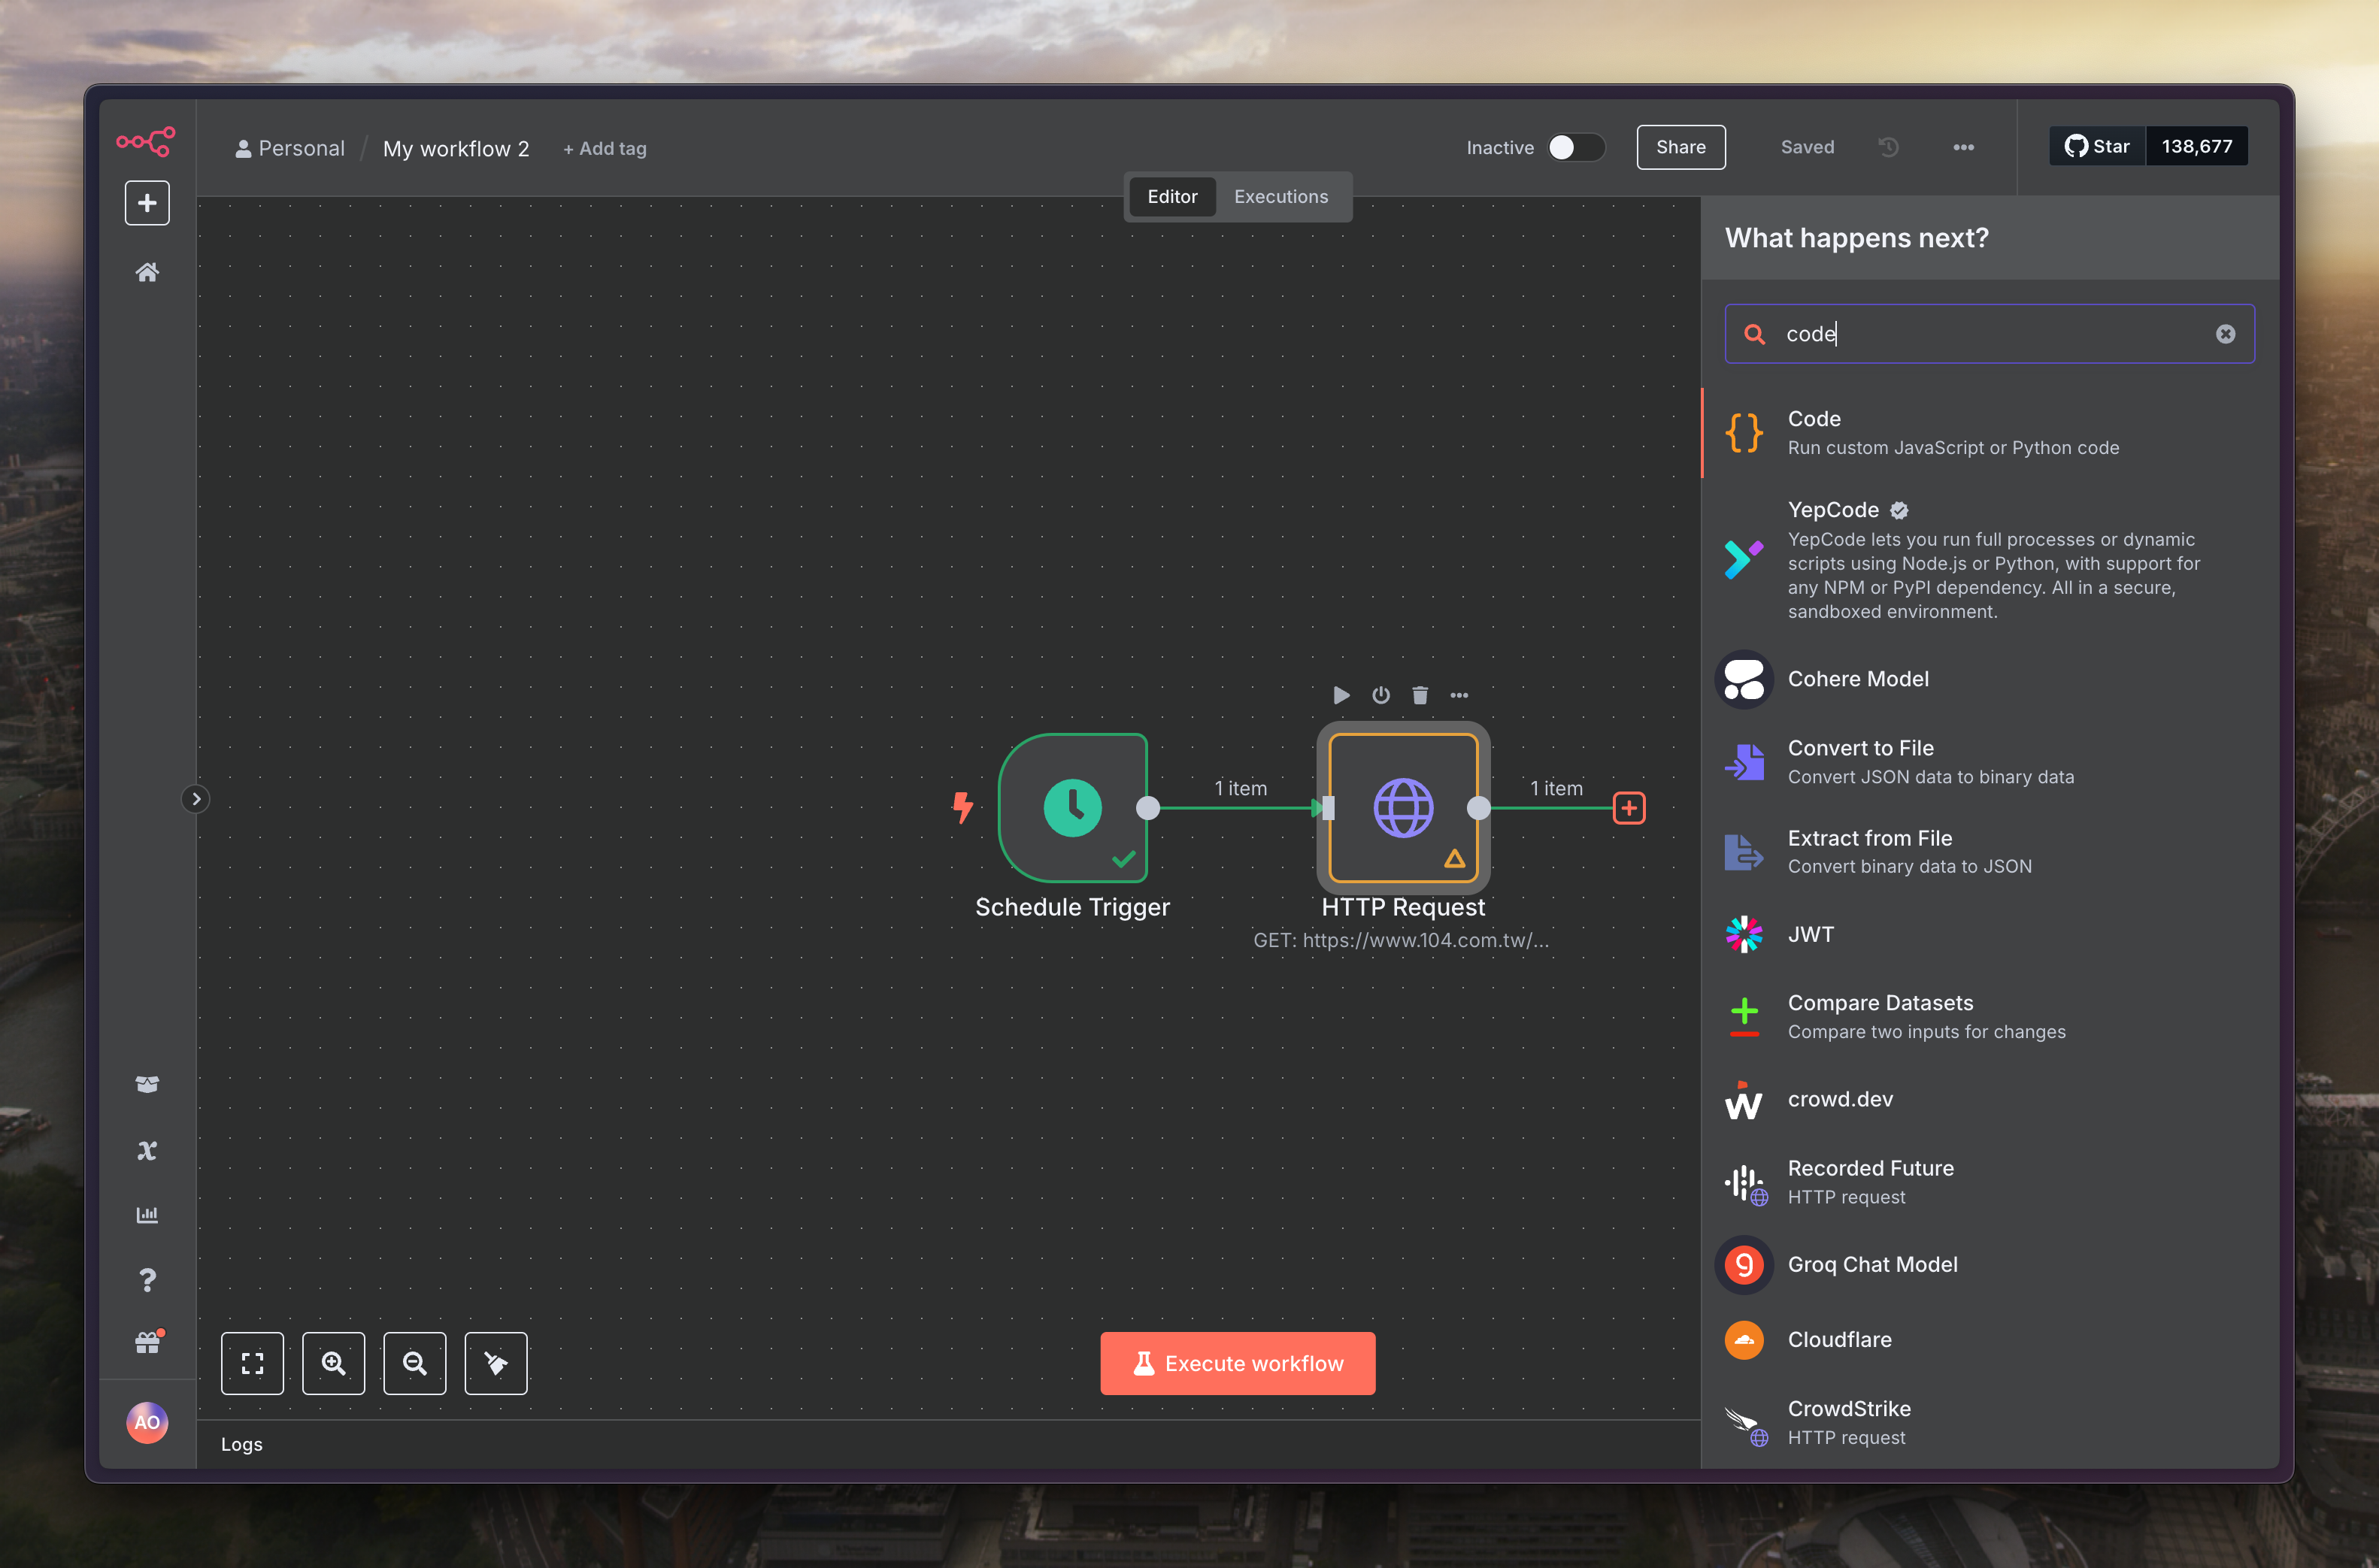 Personal / My workflow 2 + Add tag
Inactive
Share
Saved
Star 138,677
Editor Executions
What happens next?
code
Code
Run custom JavaScript or Python code
YepCode
YepCode lets you run full processes or dynamic
scripts using Node.js or Python, with support for
any NPM or PyPI dependency. All in a secure,
sandboxed environment.
Cohere Model
Convert to File
Convert JSON data to binary data
Extract from File
Convert binary data to JSON
JWT
Compare Datasets
Compare two inputs for changes
crowd.dev
Recorded Future
HTTP request
Groq Chat Model
Cloudflare
CrowdStrike
HTTP request
1 item
1 item
Schedule Trigger
HTTP Request
GET: https://www.104.com.tw/...
Execute workflow
AO
Logs